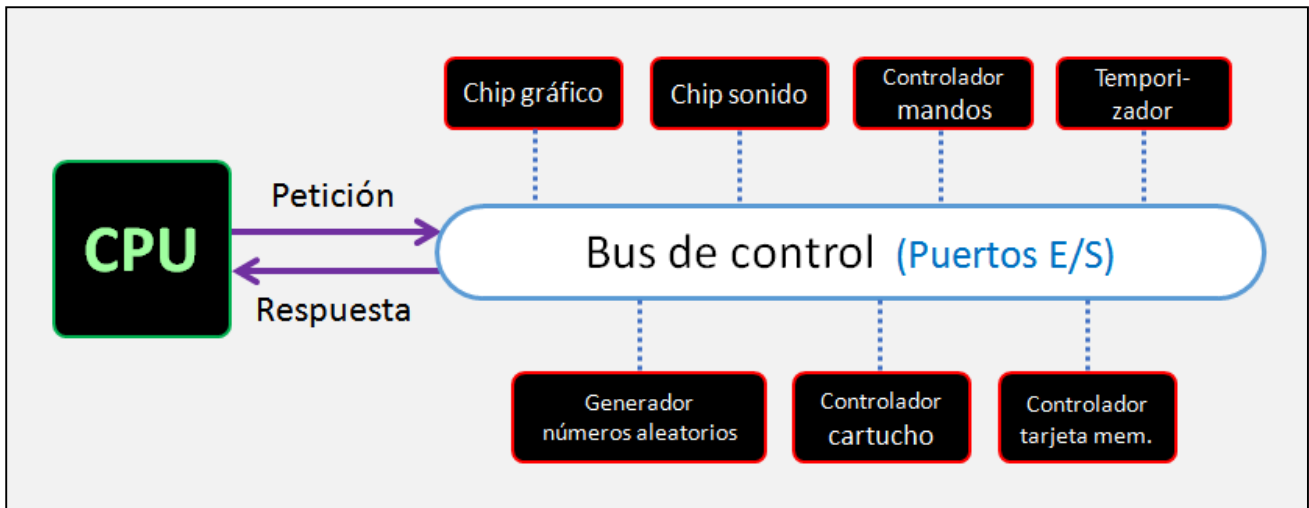 Chip gráfico
Chip sonido
Controlador
mandos
Tempori-
zador
CPU
Petición
Respuesta
Bus de control (Puertos E/S)
Generador
números aleatorios
Controlador
cartucho
Controlador
tarjeta mem.